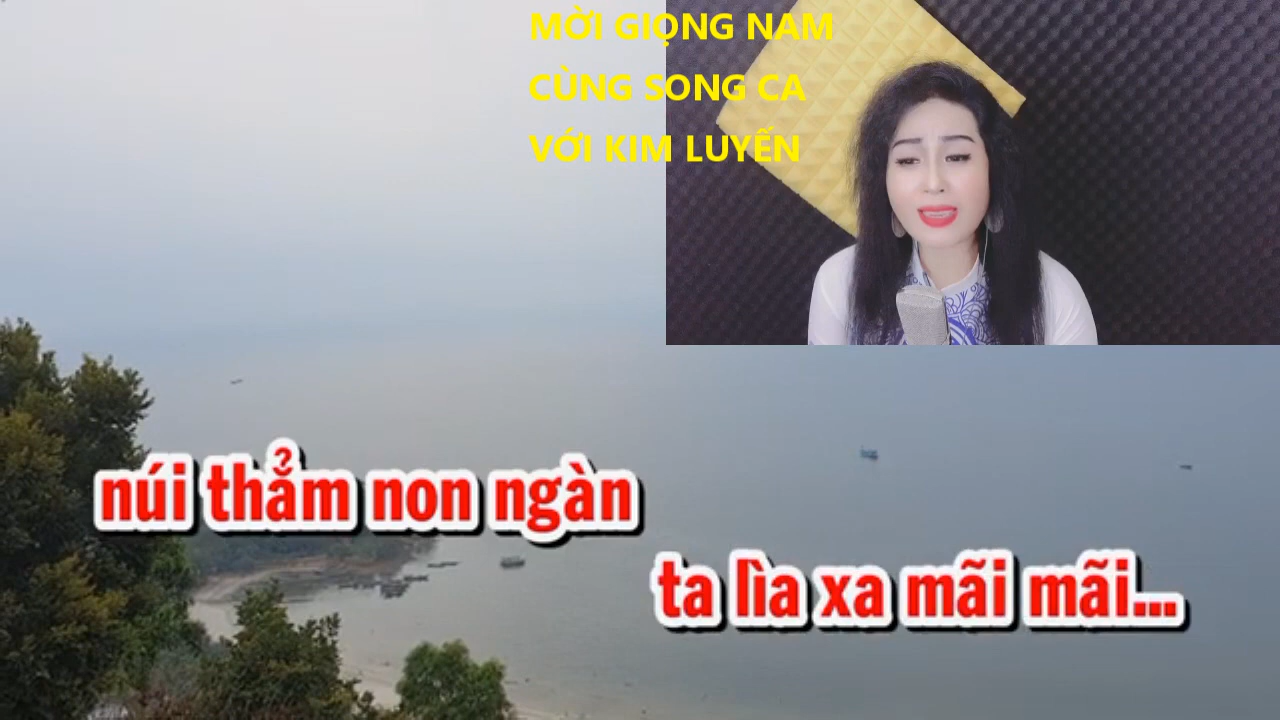 MỜI GIỌNG NAM
CÙNG SONG CA
VỚI KIM LUYẾN
núi thẳm non ngàn
ta lìa xa mãi mãi...